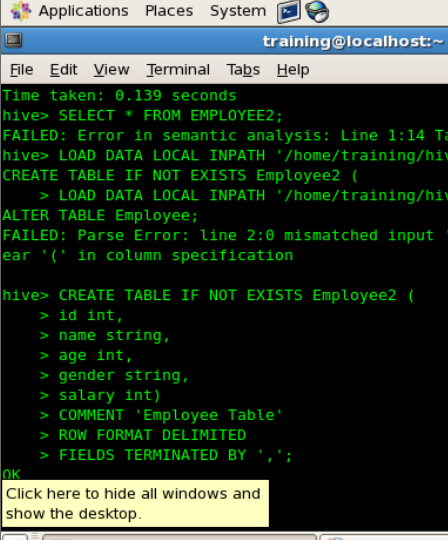 Applications Places System
training@localhost:~
File Edit View Terminal Tabs Help
Time taken: 0.139 seconds
hive> SELECT * FROM EMPLOYEE2;
FAILED: Error in semantic analysis: Line 1:14 Ta
hive> LOAD DATA LOCAL INPATH '/home/training/hiv
CREATE TABLE IF NOT EXISTS Employee2 (
> LOAD DATA LOCAL INPATH '/home/training/hiv
ALTER TABLE Employee;
FAILED: Parse Error: line 2:0 mismatched input '
ear '(' in column specification
hive> CREATE TABLE IF NOT EXISTS Employee2 (
> id int,
> name string,
> age int,
> gender string,
> salary int)
> COMMENT 'Employee Table'
> ROW FORMAT DELIMITED
> FIELDS TERMINATED BY ',';
OK
Click here to hide all windows and
show the desktop.